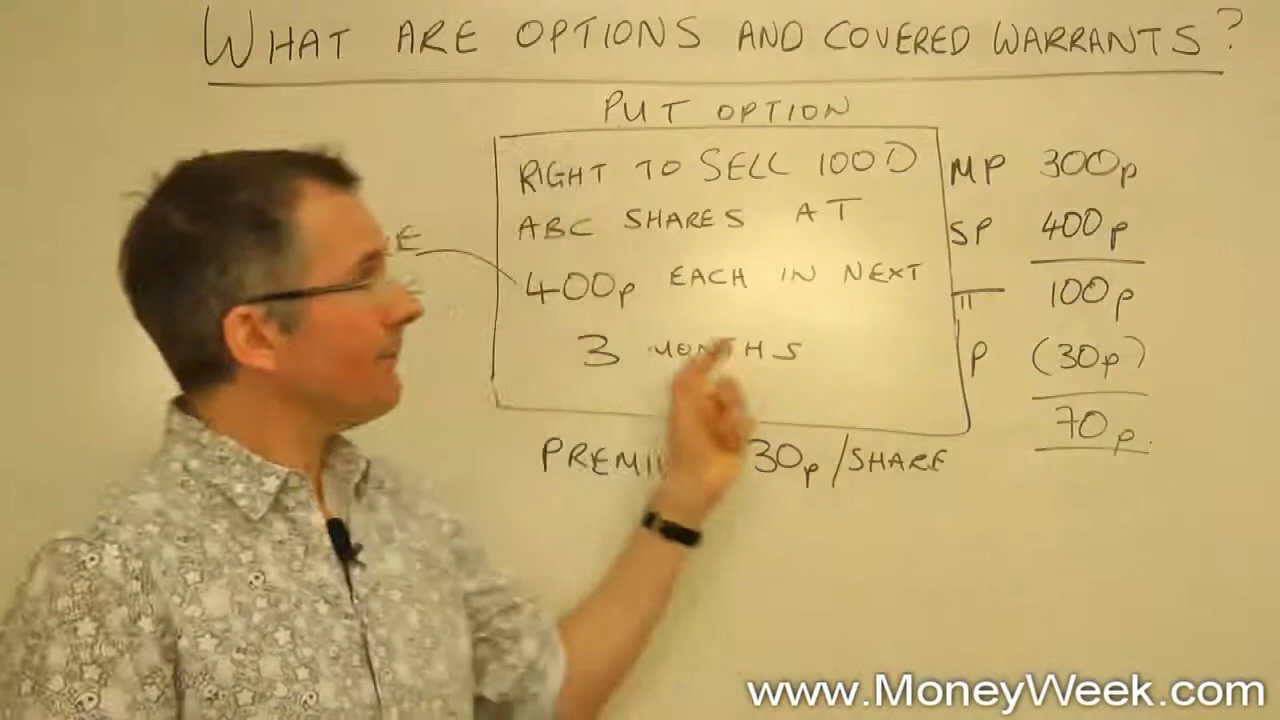 WHAT ARE OPTIONS AND COVERED WARRANTS?
PUT OPTION
RIGHT TO SELL 1000
ABC SHARES AT
400p EACH IN NEXT
3 MONTHS
30p/SHARE
MP 300p
SP 400p
π 100p
P (30p)
70p
www.MoneyWeek.com